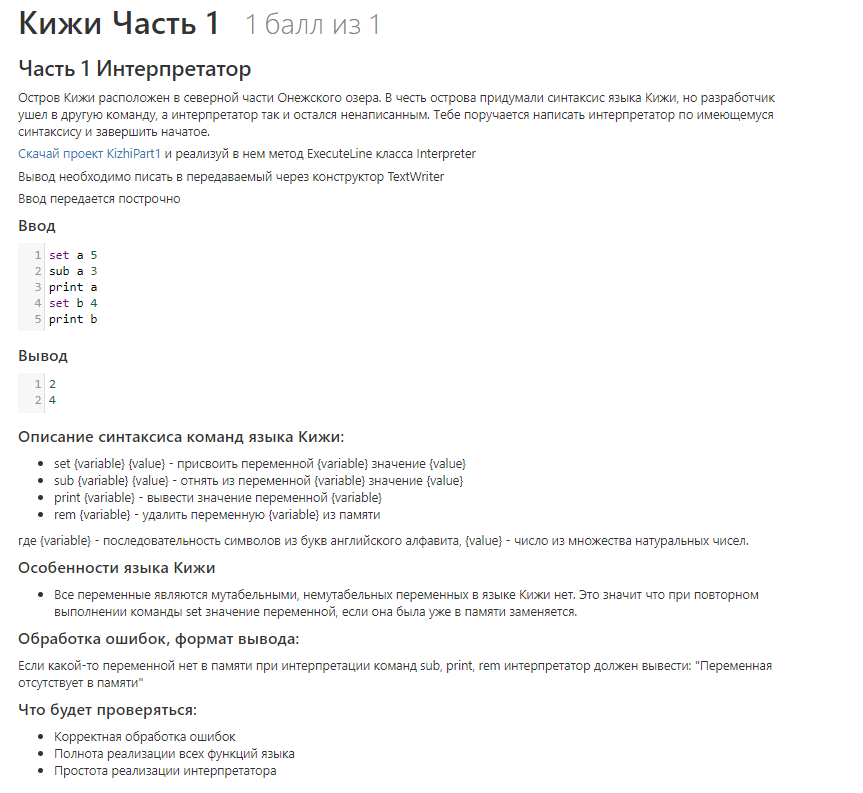 Кижи Часть 1 1 балл из 1
Часть 1 Интерпретатор
Остров Кижи расположен в северной части Онежского озера. В честь острова придумали синтаксис языка Кижи, но разработчик
ушел в другую команду, а интерпретатор так и остался ненаписанным. Тебе поручается написать интерпретатор по имеющемуся
синтаксису и завершить начатое.
Скачай проект KizhiPart1 и реализуй в нем метод ExecuteLine класса Interpreter
Вывод необходимо писать в передаваемый через конструктор TextWriter
Ввод передается построчно
Ввод
1 set a 5
2 sub a 3
3 print a
4 set b 4
5 print b
Вывод
1 2
2 4
Описание синтаксиса команд языка Кижи:
• set {variable} {value} - присвоить переменной {variable} значение {value}
• sub {variable} {value} - отнять из переменной {variable} значение {value}
• print {variable} - вывести значение переменной {variable}
• rem {variable} - удалить переменную {variable} из памяти
где {variable} - последовательность символов из букв английского алфавита, {value} - число из множества натуральных чисел.
Особенности языка Кижи
• Все переменные являются мутабельными, немутабельных переменных в языке Кижи нет. Это значит что при повторном
выполнении команды set значение переменной, если она была уже в памяти заменяется.
Обработка ошибок, формат вывода:
Если какой-то переменной нет в памяти при интерпретации команд sub, print, rem интерпретатор должен вывести: "Переменная
отсутствует в памяти"
Что будет проверяться:
• Корректная обработка ошибок
• Полнота реализации всех функций языка
• Простота реализации интерпретатора